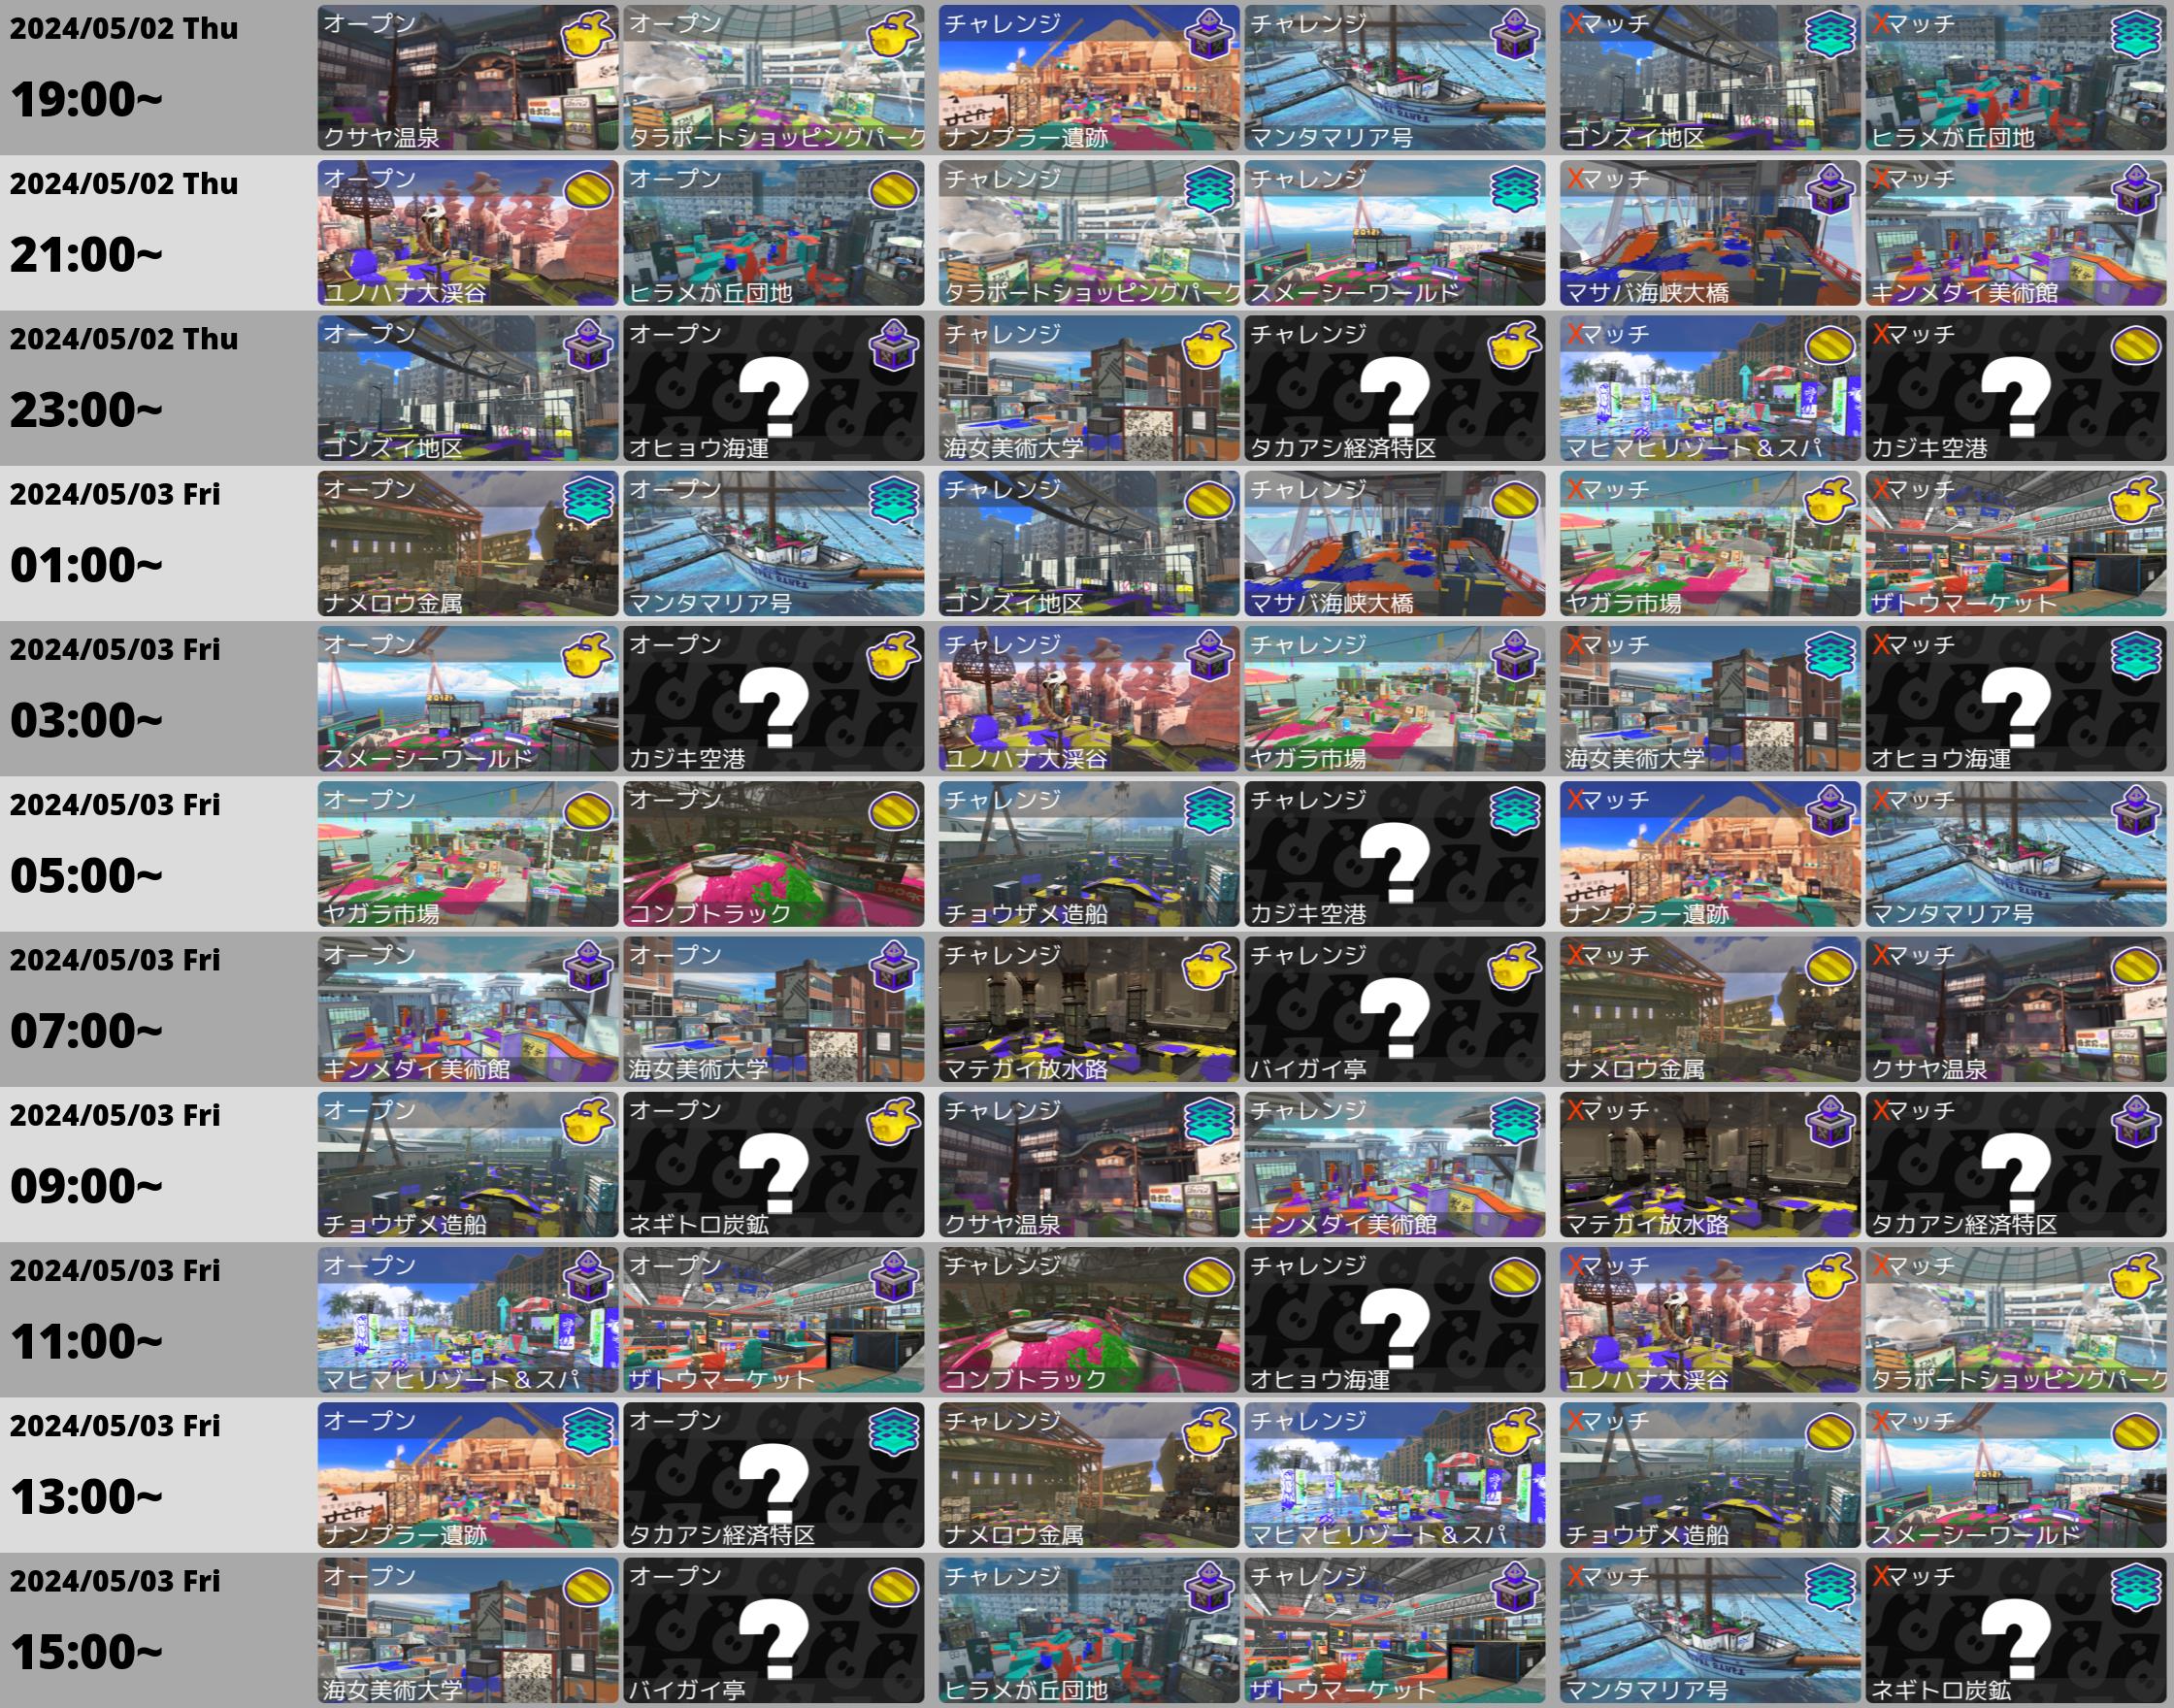 2024/05/02 Thu
19:00~
オープン
クサヤ温泉
オープン
タラポートショッピングパーク
チャレンジ
ナンプラー遺跡
チャレンジ
マンタマリア号
Xマッチ
ゴンズイ地区
Xマッチ
ヒラメが丘団地
2024/05/02 Thu
21:00~
オープン
ユノハナ大渓谷
オープン
ヒラメが丘団地
チャレンジ
タラポートショッピングパーク
チャレンジ
スメーシーワールド
Xマッチ
マサバ海峡大橋
Xマッチ
キンメダイ美術館
2024/05/02 Thu
23:00~
オープン
ゴンズイ地区
オープン
?
オヒョウ海運
チャレンジ
海女美術大学
チャレンジ
?
タカアシ経済特区
Xマッチ
マヒマヒリゾート&スパ
Xマッチ
?
カジキ空港
2024/05/03 Fri
01:00~
オープン
ナメロウ金属
オープン
マンタマリア号
チャレンジ
ゴンズイ地区
チャレンジ
マサバ海峡大橋
Xマッチ
ヤガラ市場
Xマッチ
ザトウマーケット
2024/05/03 Fri
03:00~
オープン
スメーシーワールド
オープン
?
カジキ空港
チャレンジ
ユノハナ大渓谷
チャレンジ
ヤガラ市場
Xマッチ
海女美術大学
Xマッチ
?
オヒョウ海運
2024/05/03 Fri
05:00~
オープン
ヤガラ市場
オープン
コンブトラック
チャレンジ
チョウザメ造船
チャレンジ
?
カジキ空港
Xマッチ
ナンプラー遺跡
Xマッチ
マンタマリア号
2024/05/03 Fri
07:00~
オープン
キンメダイ美術館
オープン
海女美術大学
チャレンジ
マテガイ放水路
チャレンジ
?
バイガイ亭
Xマッチ
ナメロウ金属
Xマッチ
クサヤ温泉
2024/05/03 Fri
09:00~
オープン
チョウザメ造船
オープン
?
ネギトロ炭鉱
チャレンジ
クサヤ温泉
チャレンジ
キンメダイ美術館
Xマッチ
マテガイ放水路
Xマッチ
?
タカアシ経済特区
2024/05/03 Fri
11:00~
オープン
マヒマヒリゾート&スパ
オープン
ザトウマーケット
チャレンジ
コンブトラック
チャレンジ
?
オヒョウ海運
Xマッチ
ユノハナ大渓谷
Xマッチ
タラポートショッピングパーク
2024/05/03 Fri
13:00~
オープン
ナンプラー遺跡
オープン
?
タカアシ経済特区
チャレンジ
ナメロウ金属
チャレンジ
マヒマヒリゾート&スパ
Xマッチ
チョウザメ造船
Xマッチ
スメーシーワールド
2024/05/03 Fri
15:00~
オープン
海女美術大学
オープン
?
バイガイ亭
チャレンジ
ヒラメが丘団地
チャレンジ
ザトウマーケット
Xマッチ
マンタマリア号
Xマッチ
?
ネギトロ炭鉱